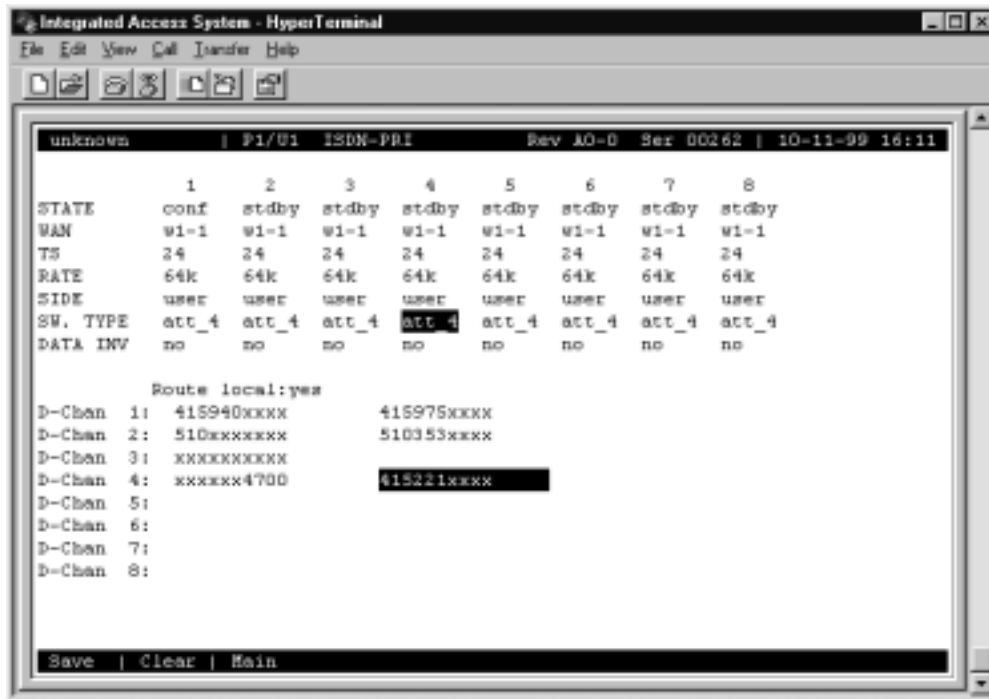 Integrated Access System - HyperTerminal
File Edit View Call Transfer Help
unknown | P1/U1 ISDN-PRI Rev A0-0 Ser 00262 | 10-11-99 16:11
1 2 3 4 5 6 7 8
STATE conf stdby stdby stdby stdby stdby stdby stdby
WAN w1-1 w1-1 w1-1 w1-1 w1-1 w1-1 w1-1 w1-1
TS 24 24 24 24 24 24 24 24
RATE 64k 64k 64k 64k 64k 64k 64k 64k
SIDE user user user user user user user user
SW. TYPE att_4 att_4 att_4 att_4 att_4 att_4 att_4 att_4
DATA INV no no no no no no no no
Route local:yes
D-Chan 1: 415940xxxx 415975xxxx
D-Chan 2: 510xxxxxxx 510353xxxx
D-Chan 3: xxxxxxxxxx
D-Chan 4: xxxxxx4700 415221xxxx
D-Chan 5:
D-Chan 6:
D-Chan 7:
D-Chan 8:
Save | Clear | Main